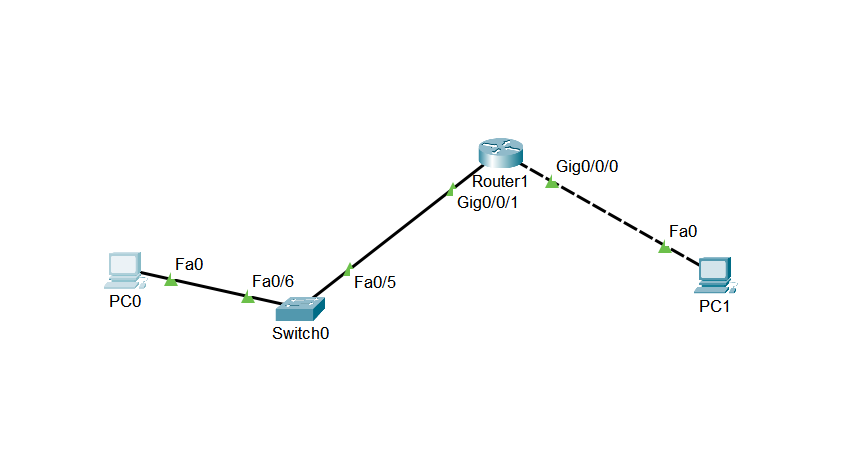 Gig0/0/0
Router1
Gig0/0/1
Fa0
Fa0
Fa0/6
Fa0/5
PC0
PC1
Switch0